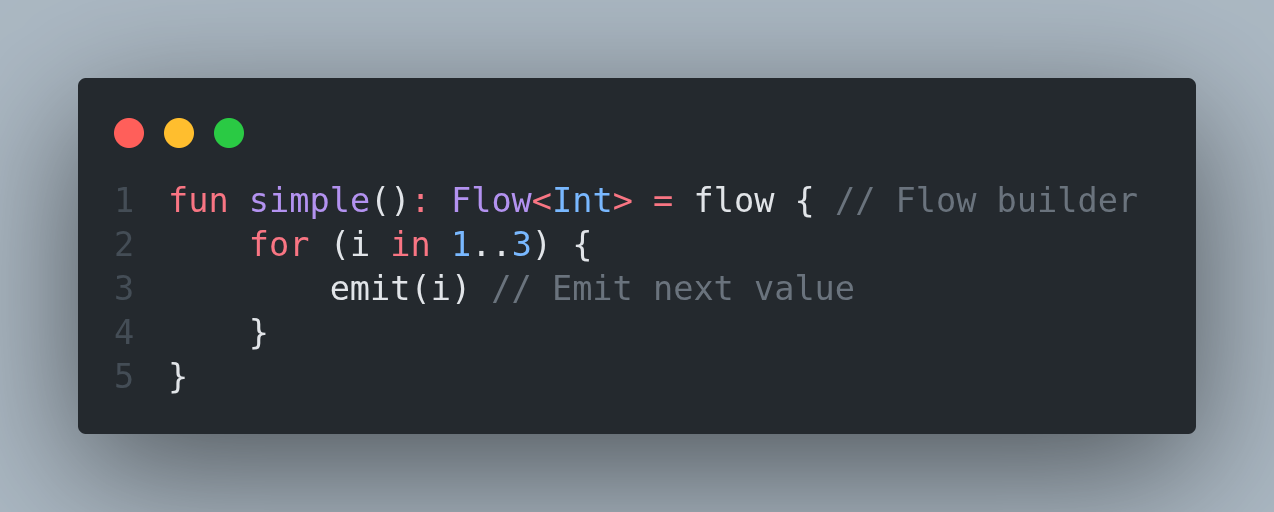 1 fun simple(): Flow<Int> = flow { // Flow builder
2     for (i in 1..3) {
3         emit(i) // Emit next value
4     }
5 }